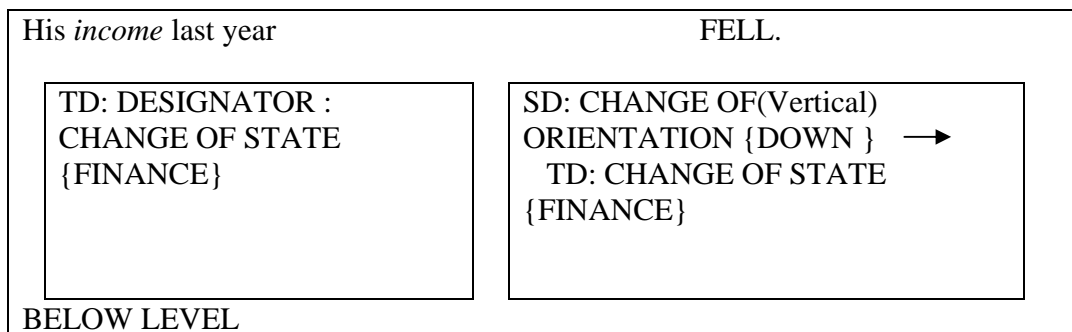 His income last year FELL.
TD: DESIGNATOR :
CHANGE OF STATE
{FINANCE}
SD: CHANGE OF(Vertical)
ORIENTATION {DOWN } →
TD: CHANGE OF STATE
{FINANCE}
BELOW LEVEL